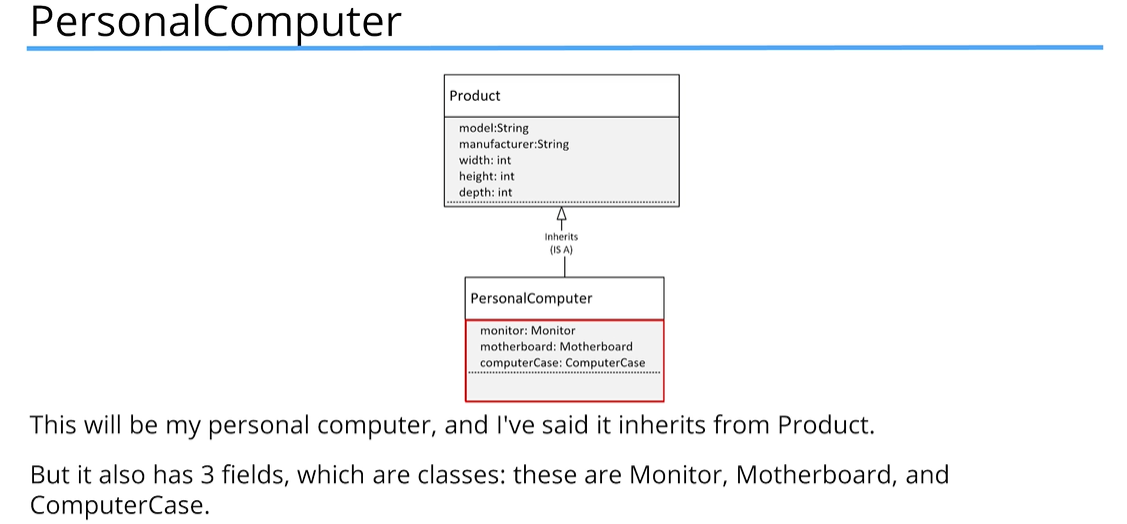 PersonalComputer
Product
model:String
manufacturer:String
width: int
height: int
depth: int
Inherits
(IS A)
PersonalComputer
monitor: Monitor
motherboard: Motherboard
computerCase: ComputerCase
This will be my personal computer, and I've said it inherits from Product.
But it also has 3 fields, which are classes: these are Monitor, Motherboard, and
ComputerCase.